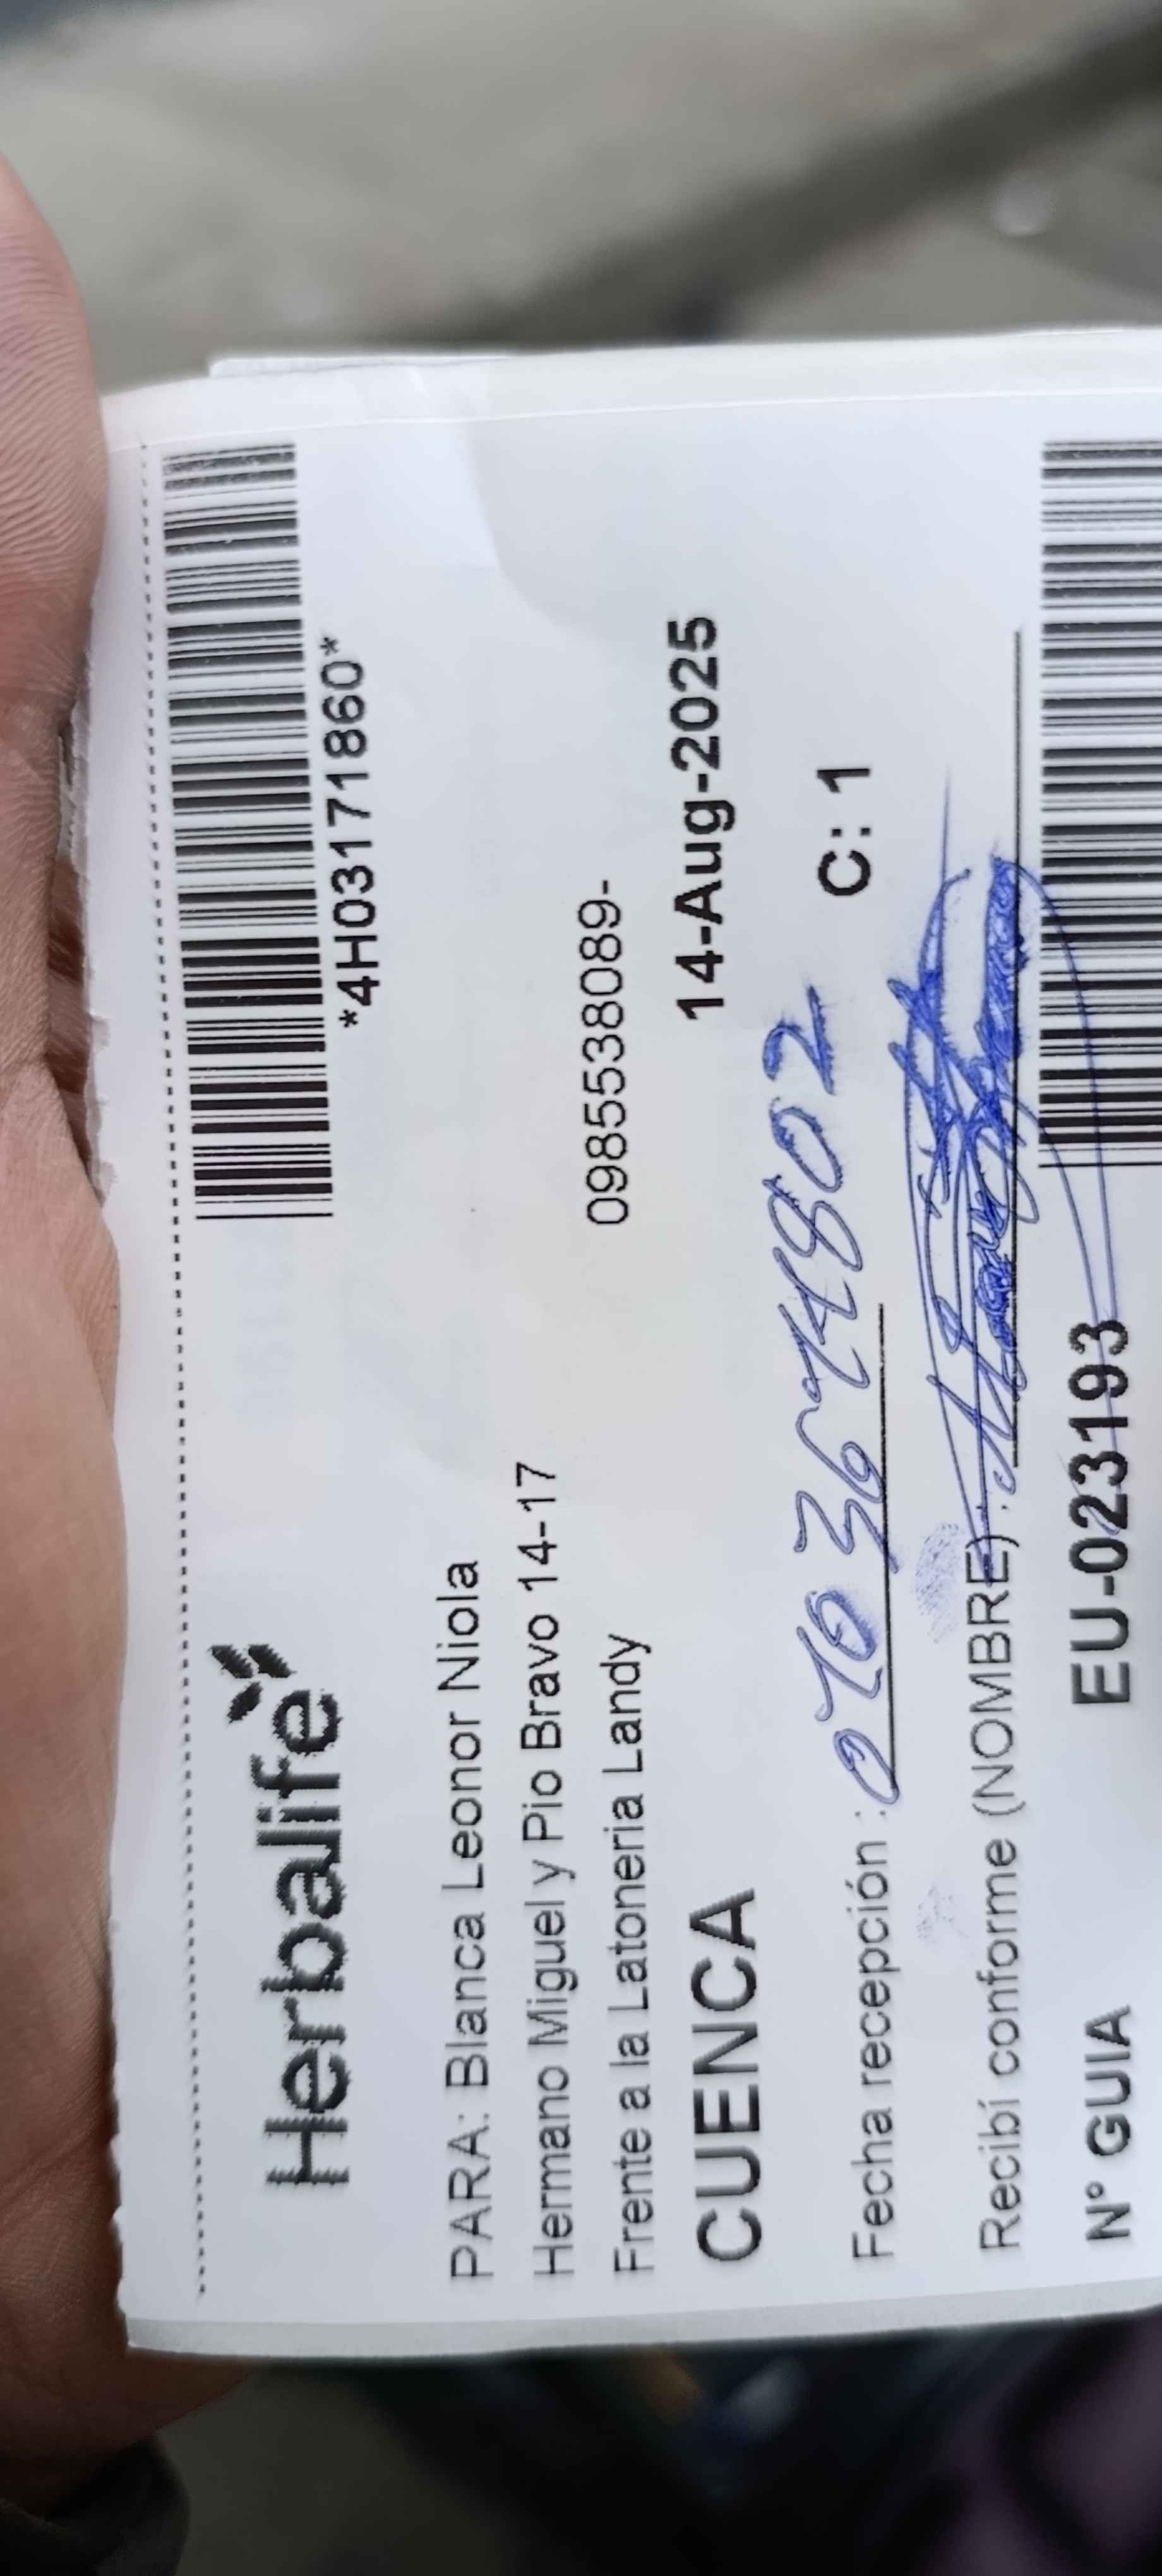 Herbalife
*4H03171860*
PARA: Blanca Leonor Niola
Hermano Miguel y Pio Bravo 14-17
Frente a la Latoneria Landy
0985538089-
CUENCA
14-Aug-2025
C: 1
Fecha recepción :
Recibí conforme (NOMBRE) :
N° GUIA EU-023193